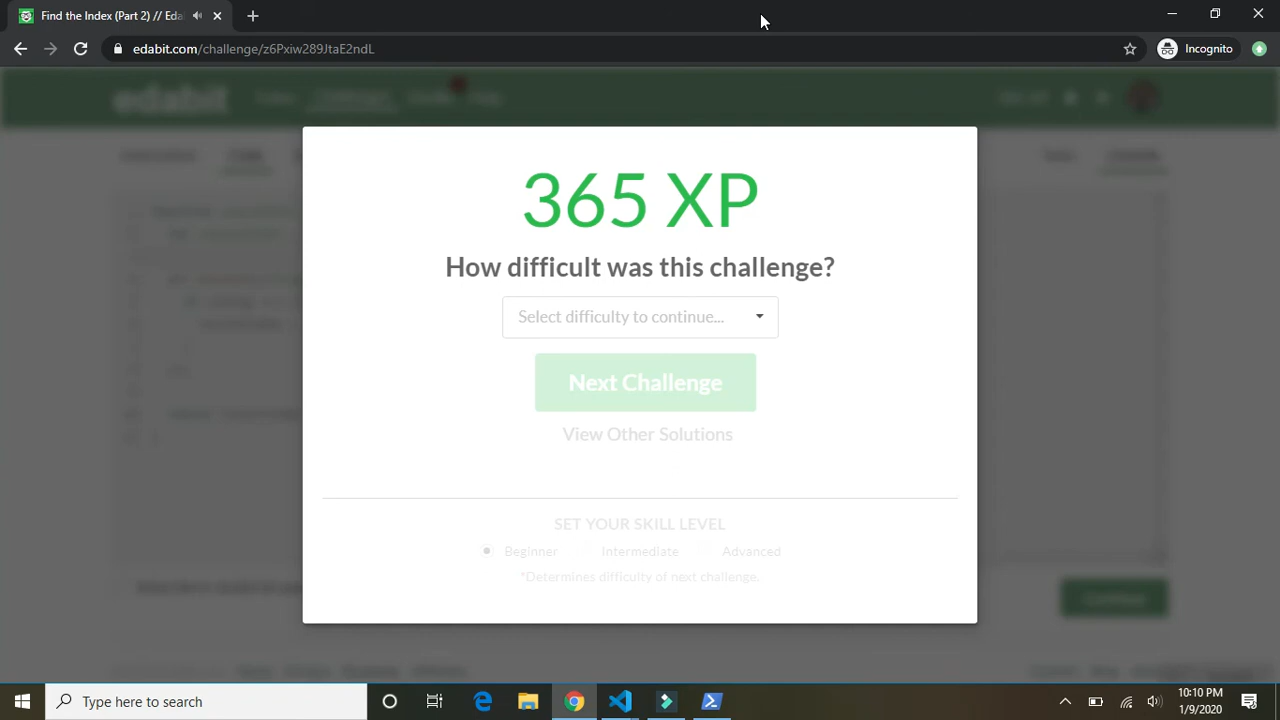 Find the Index (Part 2) // Edal
edabit.com/challenge/z6Pxiw289JtaE2ndL
Incognito
edabit
365 XP
How difficult was this challenge?
Select difficulty to continue...
Next Challenge
View Other Solutions
SET YOUR SKILL LEVEL
Beginner Intermediate Advanced
*Determines difficulty of next challenge.
Type here to search
10:10 PM
1/9/2020